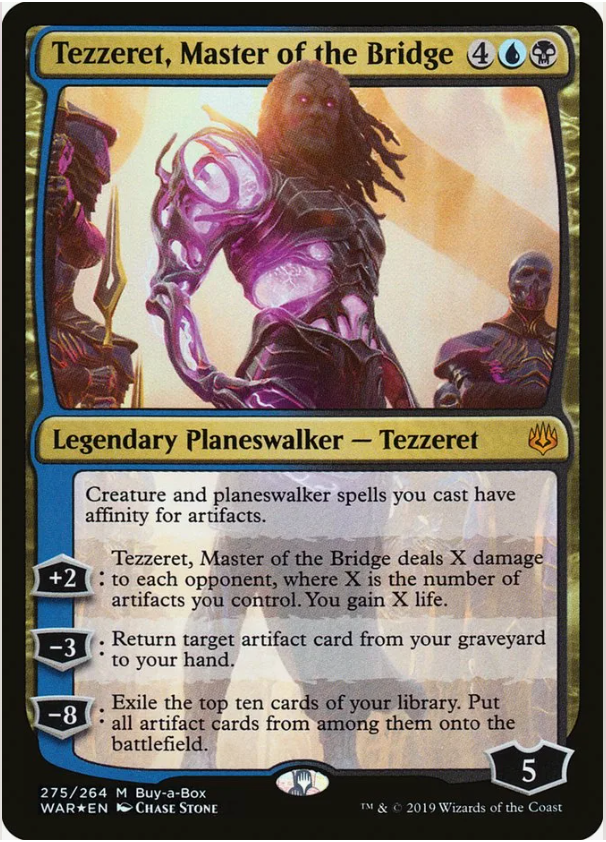 Tezzeret, Master of the Bridge 4
Legendary Planeswalker — Tezzeret
Creature and planeswalker spells you cast have
affinity for artifacts.
+2: Tezzeret, Master of the Bridge deals X damage
to each opponent, where X is the number of
artifacts you control. You gain X life.
−3: Return target artifact card from your graveyard
to your hand.
−8: Exile the top ten cards of your library. Put
all artifact cards from among them onto the
battlefield.
5
275/264 M Buy-a-Box
WAR★EN Chase Stone
™ & © 2019 Wizards of the Coast